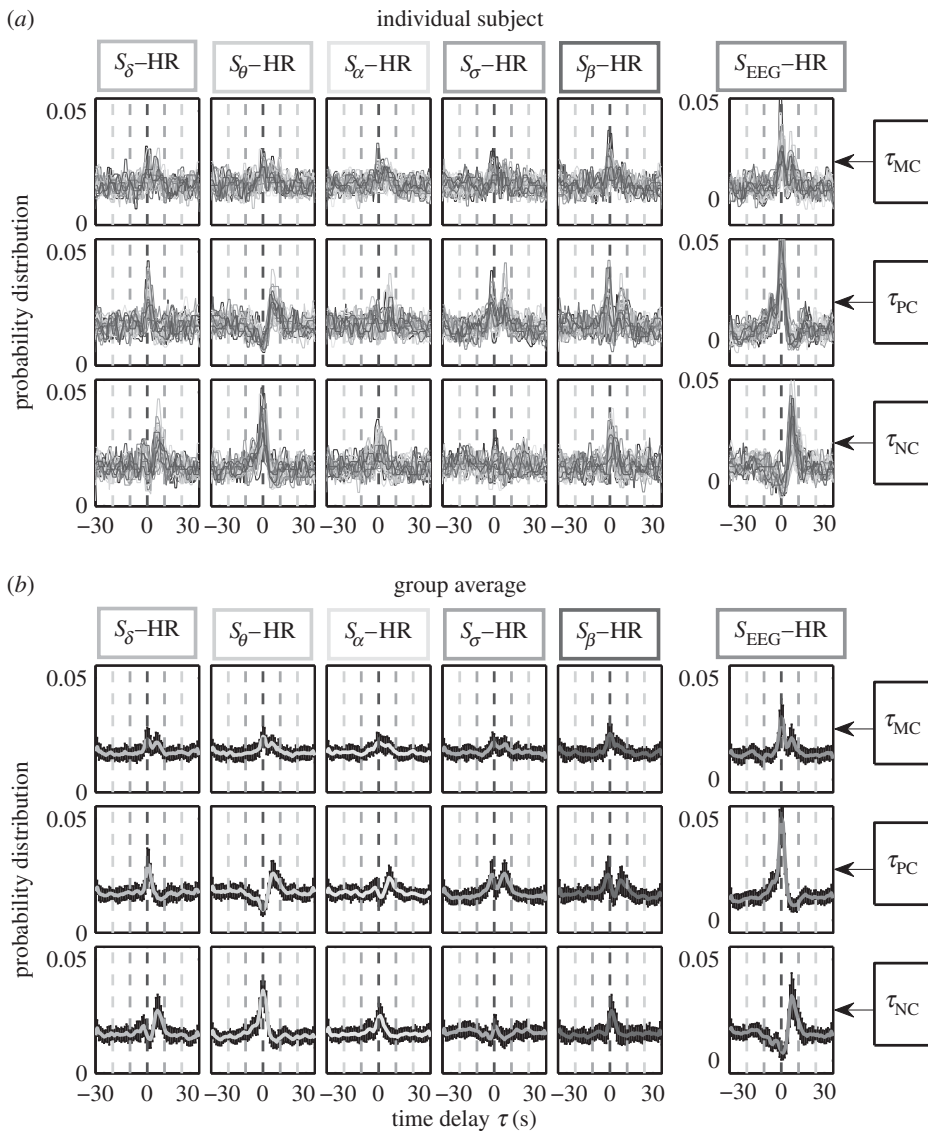 (a) individual subject
Sδ–HR Sθ–HR Sα–HR Sσ–HR Sβ–HR SEEG–HR
probability distribution
0.05 0.05
τMC
0 0
0.05 0.05
τPC
0 0
0.05 0.05
τNC
0 0
−30 0 30 −30 0 30 −30 0 30 −30 0 30 −30 0 30 −30 0 30
(b) group average
Sδ–HR Sθ–HR Sα–HR Sσ–HR Sβ–HR SEEG–HR
probability distribution
0.05 0.05
τMC
0 0
0.05 0.05
τPC
0 0
0.05 0.05
τNC
0 0
−30 0 30 −30 0 30 −30 0 30 −30 0 30 −30 0 30 −30 0 30
time delay τ (s)